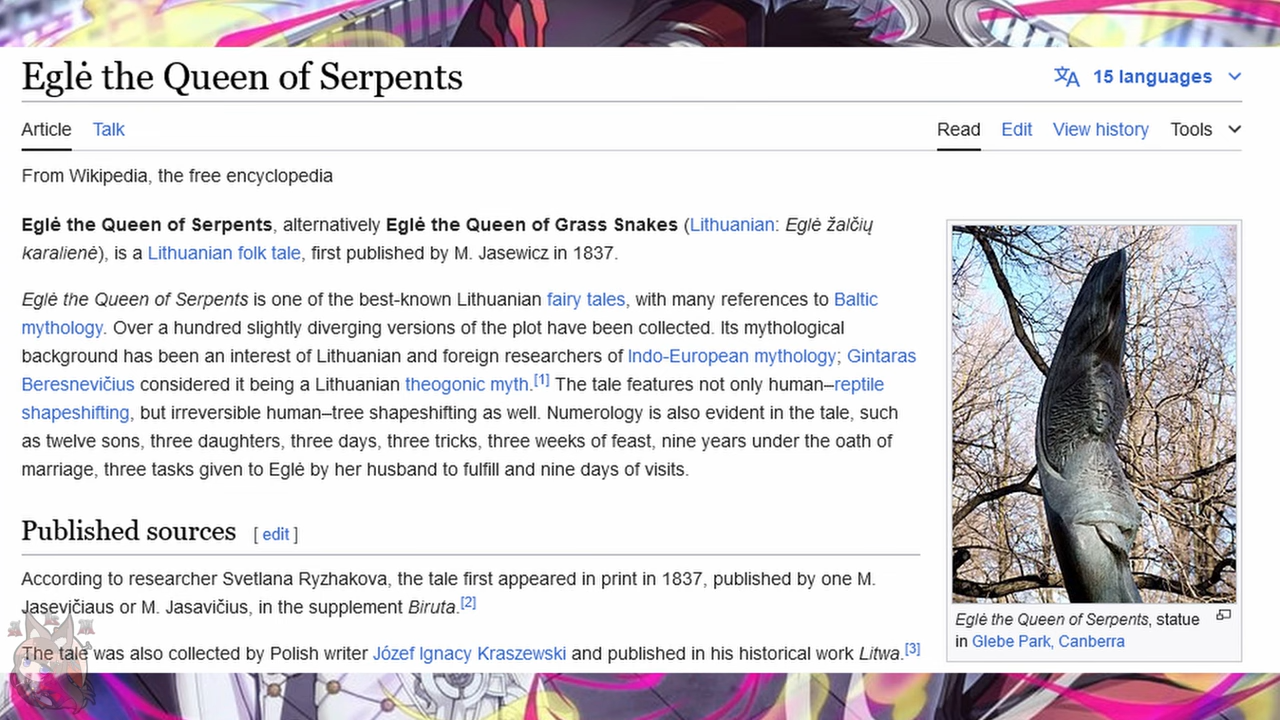 Eglė the Queen of Serpents
15 languages
Article Talk
Read Edit View history Tools
From Wikipedia, the free encyclopedia
Eglė the Queen of Serpents, alternatively Eglė the Queen of Grass Snakes (Lithuanian: Eglė žalčių
karalienė), is a Lithuanian folk tale, first published by M. Jasewicz in 1837.
Eglė the Queen of Serpents is one of the best-known Lithuanian fairy tales, with many references to Baltic
mythology. Over a hundred slightly diverging versions of the plot have been collected. Its mythological
background has been an interest of Lithuanian and foreign researchers of Indo-European mythology; Gintaras
Beresnevičius considered it being a Lithuanian theogonic myth.[1] The tale features not only human–reptile
shapeshifting, but irreversible human–tree shapeshifting as well. Numerology is also evident in the tale, such
as twelve sons, three daughters, three days, three tricks, three weeks of feast, nine years under the oath of
marriage, three tasks given to Eglė by her husband to fulfill and nine days of visits.
Published sources [ edit ]
According to researcher Svetlana Ryzhakova, the tale first appeared in print in 1837, published by one M.
Jasevičiaus or M. Jasavičius, in the supplement Biruta.[2]
The tale was also collected by Polish writer Józef Ignacy Kraszewski and published in his historical work Litwa.[3]
Eglė the Queen of Serpents, statue
in Glebe Park, Canberra